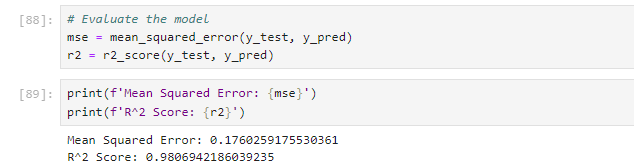 [88]: # Evaluate the model
mse = mean_squared_error(y_test, y_pred)
r2 = r2_score(y_test, y_pred)
[89]: print(f'Mean Squared Error: {mse}')
print(f'R^2 Score: {r2}')
Mean Squared Error: 0.1760259175530361
R^2 Score: 0.9806942186039235